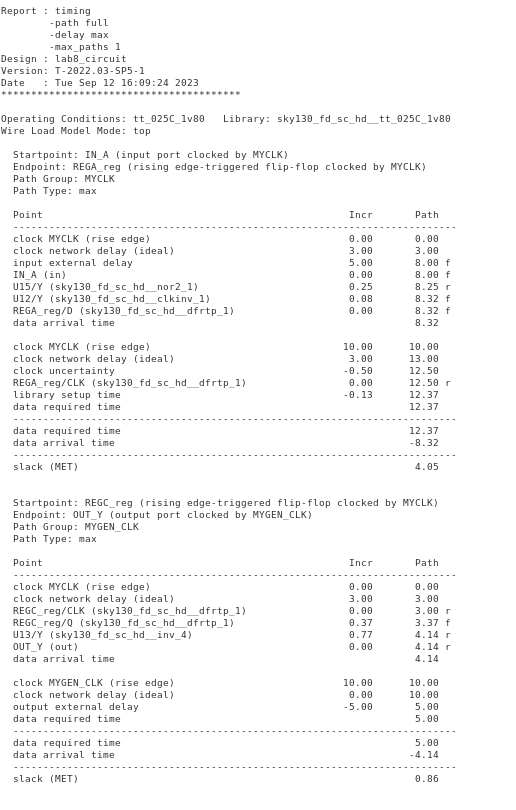 Report : timing
        -path full
        -delay max
        -max_paths 1
Design : lab8_circuit
Version: T-2022.03-SP5-1
Date   : Tue Sep 12 16:09:24 2023
****************************************

Operating Conditions: tt_025C_1v80   Library: sky130_fd_sc_hd__tt_025C_1v80
Wire Load Model Mode: top

  Startpoint: IN_A (input port clocked by MYCLK)
  Endpoint: REGA_reg (rising edge-triggered flip-flop clocked by MYCLK)
  Path Group: MYCLK
  Path Type: max

  Point                                                   Incr       Path
  --------------------------------------------------------------------------
  clock MYCLK (rise edge)                                 0.00       0.00
  clock network delay (ideal)                             3.00       3.00
  input external delay                                    5.00       8.00 f
  IN_A (in)                                               0.00       8.00 f
  U15/Y (sky130_fd_sc_hd__nor2_1)                         0.25       8.25 r
  U12/Y (sky130_fd_sc_hd__clkinv_1)                       0.08       8.32 f
  REGA_reg/D (sky130_fd_sc_hd__dfrtp_1)                   0.00       8.32 f
  data arrival time                                                  8.32

  clock MYCLK (rise edge)                                10.00      10.00
  clock network delay (ideal)                             3.00      13.00
  clock uncertainty                                      -0.50      12.50
  REGA_reg/CLK (sky130_fd_sc_hd__dfrtp_1)                 0.00      12.50 r
  library setup time                                     -0.13      12.37
  data required time                                                12.37
  --------------------------------------------------------------------------
  data required time                                                12.37
  data arrival time                                                 -8.32
  --------------------------------------------------------------------------
  slack (MET)                                                        4.05


  Startpoint: REGC_reg (rising edge-triggered flip-flop clocked by MYCLK)
  Endpoint: OUT_Y (output port clocked by MYGEN_CLK)
  Path Group: MYGEN_CLK
  Path Type: max

  Point                                                   Incr       Path
  --------------------------------------------------------------------------
  clock MYCLK (rise edge)                                 0.00       0.00
  clock network delay (ideal)                             3.00       3.00
  REGC_reg/CLK (sky130_fd_sc_hd__dfrtp_1)                 0.00       3.00 r
  REGC_reg/Q (sky130_fd_sc_hd__dfrtp_1)                   0.37       3.37 f
  U13/Y (sky130_fd_sc_hd__inv_4)                          0.77       4.14 r
  OUT_Y (out)                                             0.00       4.14 r
  data arrival time                                                  4.14

  clock MYGEN_CLK (rise edge)                            10.00      10.00
  clock network delay (ideal)                             0.00      10.00
  output external delay                                  -5.00       5.00
  data required time                                                 5.00
  --------------------------------------------------------------------------
  data required time                                                 5.00
  data arrival time                                                 -4.14
  --------------------------------------------------------------------------
  slack (MET)                                                        0.86